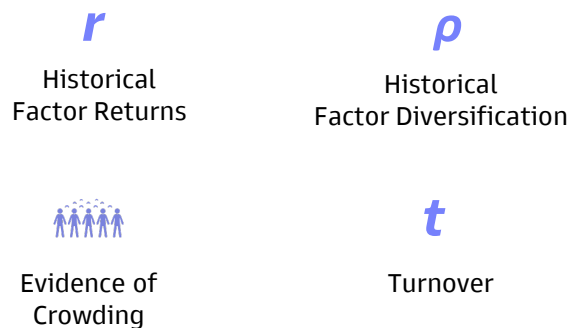 r
Historical
Factor Returns
ρ
Historical
Factor Diversification
Evidence of
Crowding
t
Turnover